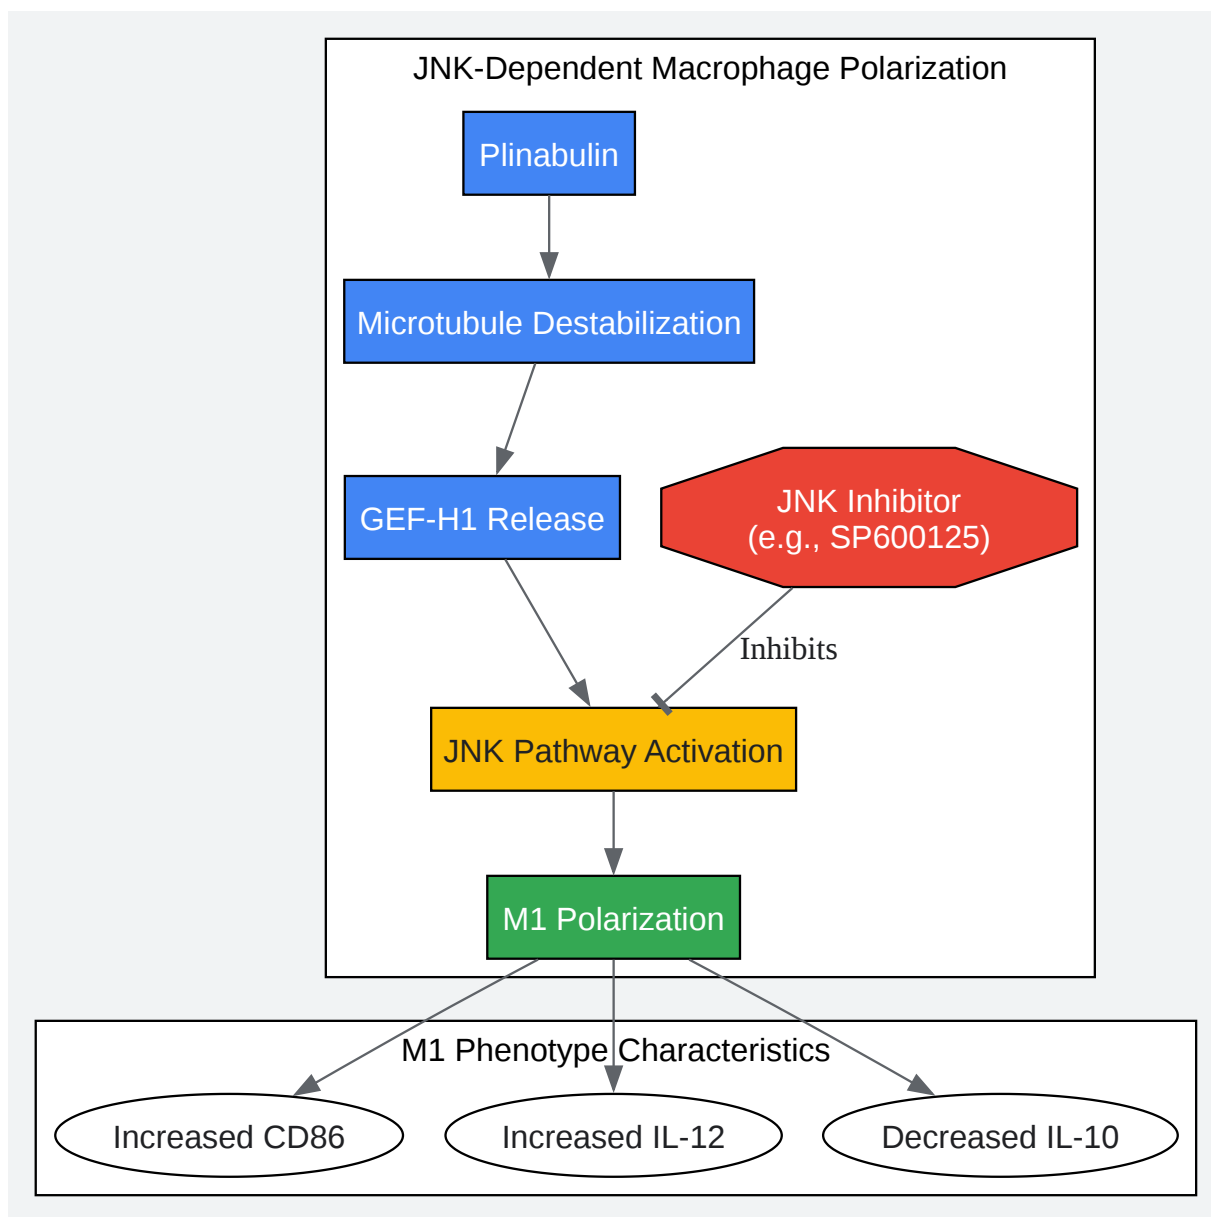 JNK-Dependent Macrophage Polarization
Plinabulin
Microtubule Destabilization
GEF-H1 Release
JNK Inhibitor
(e.g., SP600125)
Inhibits
JNK Pathway Activation
M1 Polarization
M1 Phenotype Characteristics
Increased CD86
Increased IL-12
Decreased IL-10